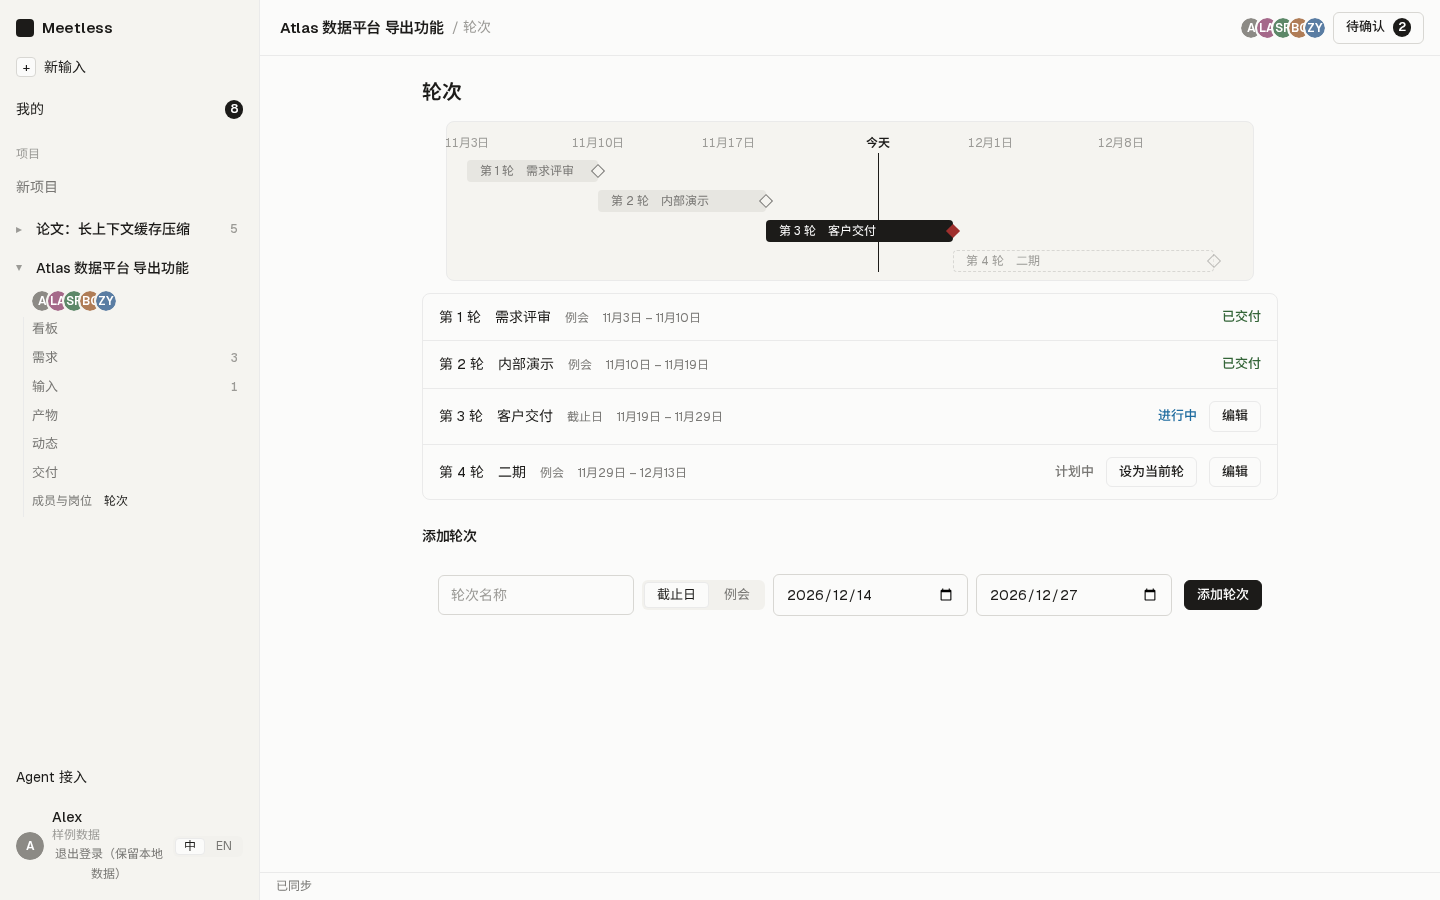 Meetless
+ 新输入
我的 8
项目
新项目
▸ 论文：长上下文缓存压缩 5
▾ Atlas 数据平台 导出功能
A LA SF BC ZY
看板
需求 3
输入 1
产物
动态
交付
成员与岗位 轮次
Agent 接入
A
Alex
样例数据
退出登录（保留本地
数据）
中 EN
Atlas 数据平台 导出功能 / 轮次
A LA SF BC ZY
待确认 2
轮次
11月3日 11月10日 11月17日 今天 12月1日 12月8日
第 1 轮 需求评审
第 2 轮 内部演示
第 3 轮 客户交付
第 4 轮 二期
第 1 轮 需求评审 例会 11月3日 – 11月10日 已交付
第 2 轮 内部演示 例会 11月10日 – 11月19日 已交付
第 3 轮 客户交付 截止日 11月19日 – 11月29日 进行中 编辑
第 4 轮 二期 例会 11月29日 – 12月13日 计划中 设为当前轮 编辑
添加轮次
轮次名称 截止日 例会 2026/12/14 2026/12/27 添加轮次
已同步